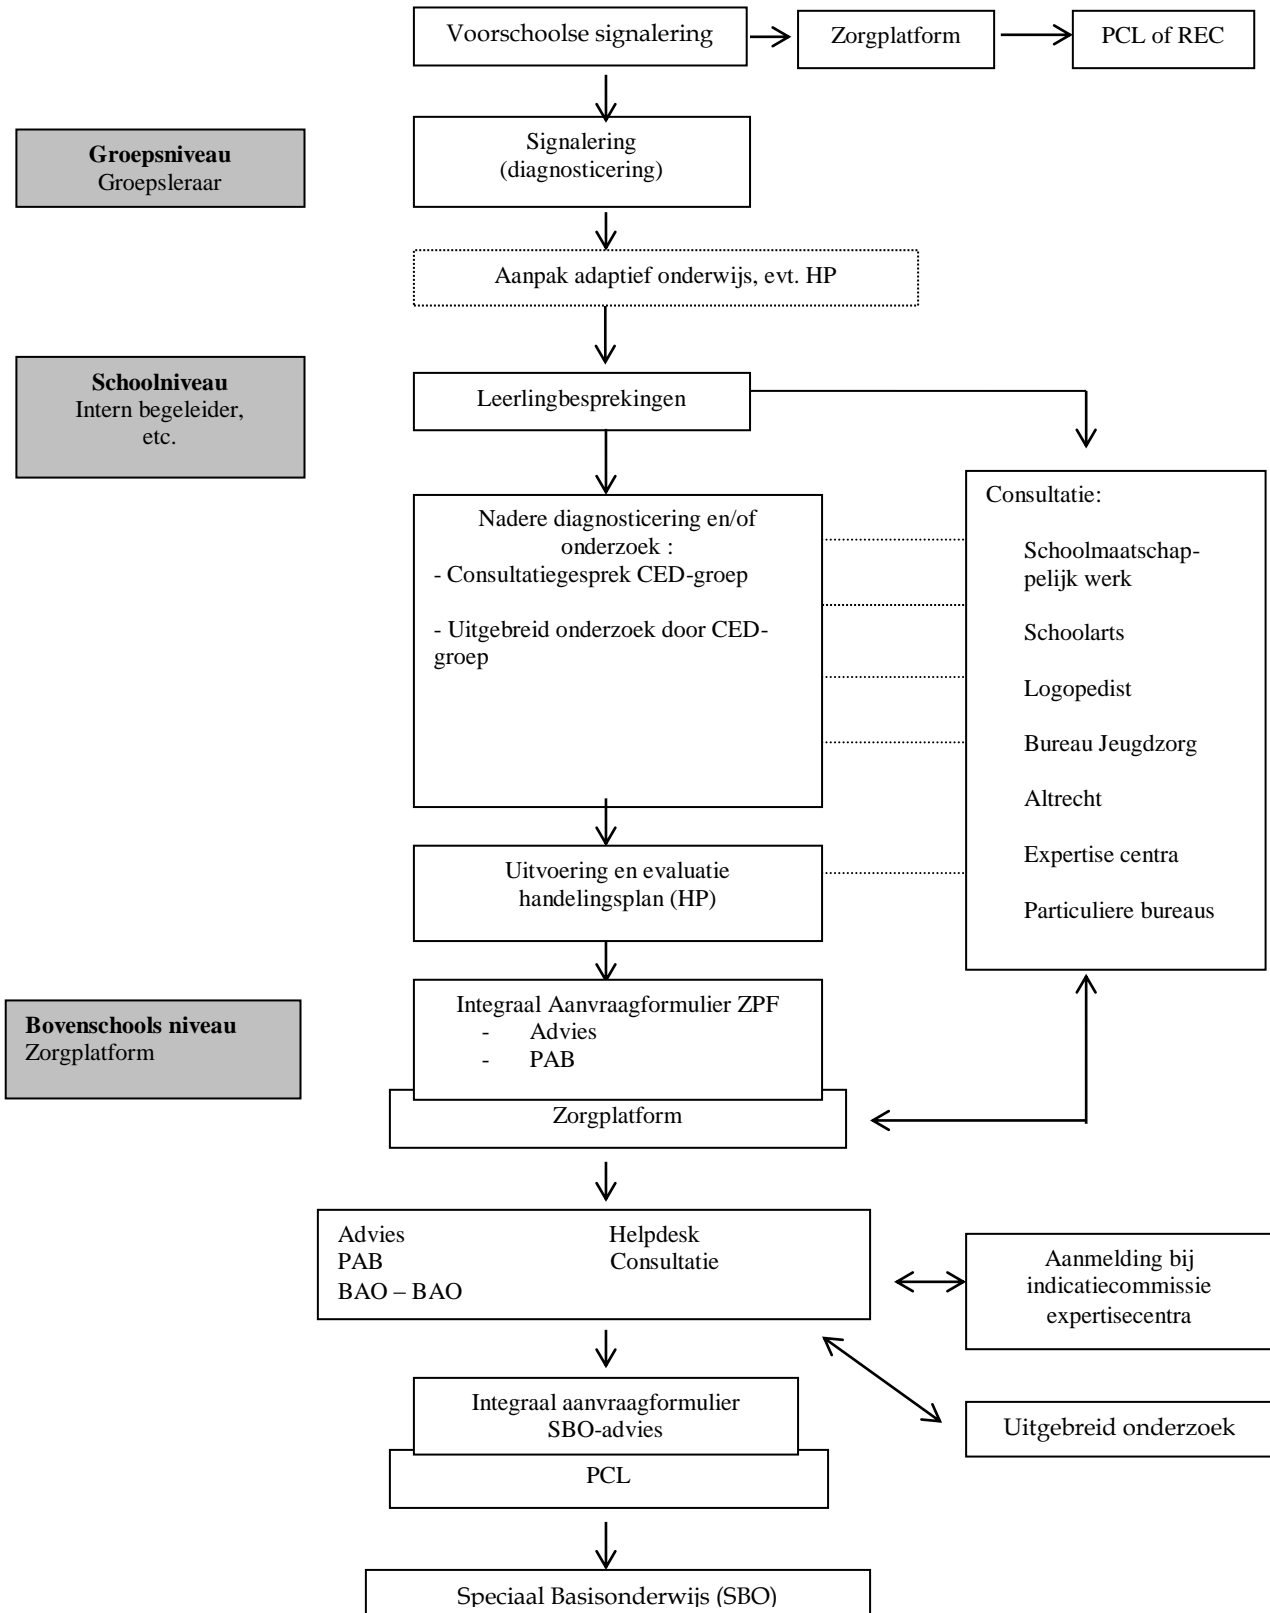 Voorschoolse signalering
Zorgplatform
PCL of REC
Groepsniveau
Groepsleraar
Signalering
(diagnosticering)
Aanpak adaptief onderwijs, evt. HP
Schoolniveau
Intern begeleider,
etc.
Leerlingbesprekingen
Nadere diagnosticering en/of
onderzoek :
- Consultatiegesprek CED-groep
- Uitgebreid onderzoek door CED-
groep
Consultatie:
Schoolmaatschap-
pelijk werk
Schoolarts
Logopedist
Bureau Jeugdzorg
Altrecht
Expertise centra
Particuliere bureaus
Uitvoering en evaluatie
handelingsplan (HP)
Bovenschools niveau
Zorgplatform
Integraal Aanvraagformulier ZPF
- Advies
- PAB
Zorgplatform
Advies Helpdesk
PAB Consultatie
BAO – BAO
Aanmelding bij
indicatiecommissie
expertisecentra
Integraal aanvraagformulier
SBO-advies
PCL
Uitgebreid onderzoek
Speciaal Basisonderwijs (SBO)